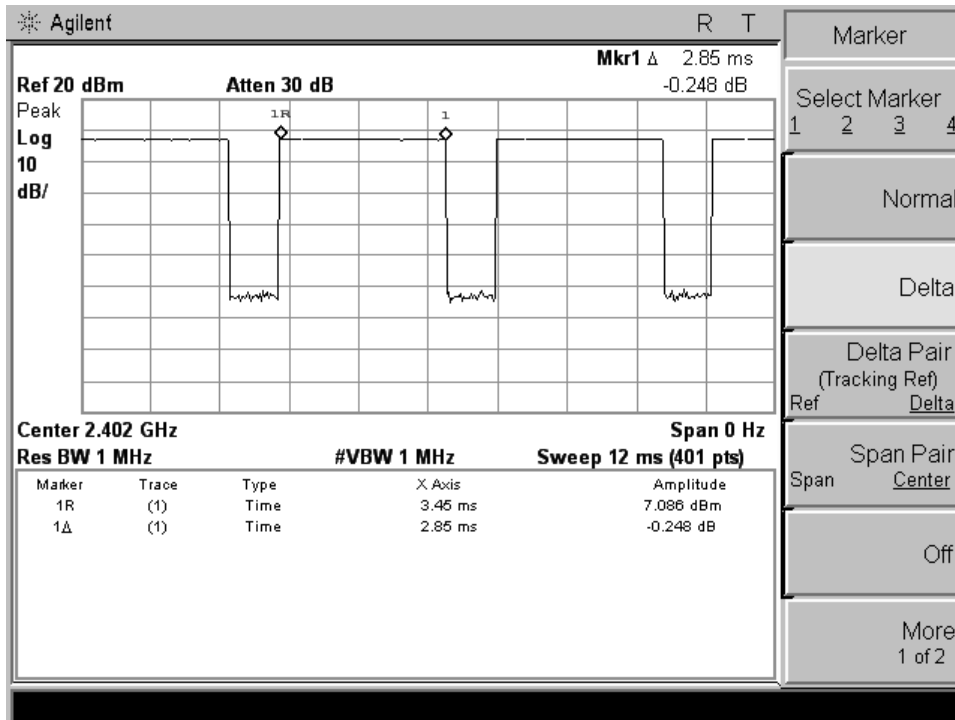 Agilent R T
Mkr1 Δ 2.85 ms
Ref 20 dBm Atten 30 dB -0.248 dB
Peak
Log
10
dB/
1R 1
Center 2.402 GHz Span 0 Hz
Res BW 1 MHz #VBW 1 MHz Sweep 12 ms (401 pts)
Marker Trace Type X Axis Amplitude
1R (1) Time 3.45 ms 7.086 dBm
1Δ (1) Time 2.85 ms -0.248 dB
Marker
Select Marker
1 2 3 4
Normal
Delta
Delta Pair
(Tracking Ref)
Ref Delta
Span Pair
Span Center
Off
More
1 of 2